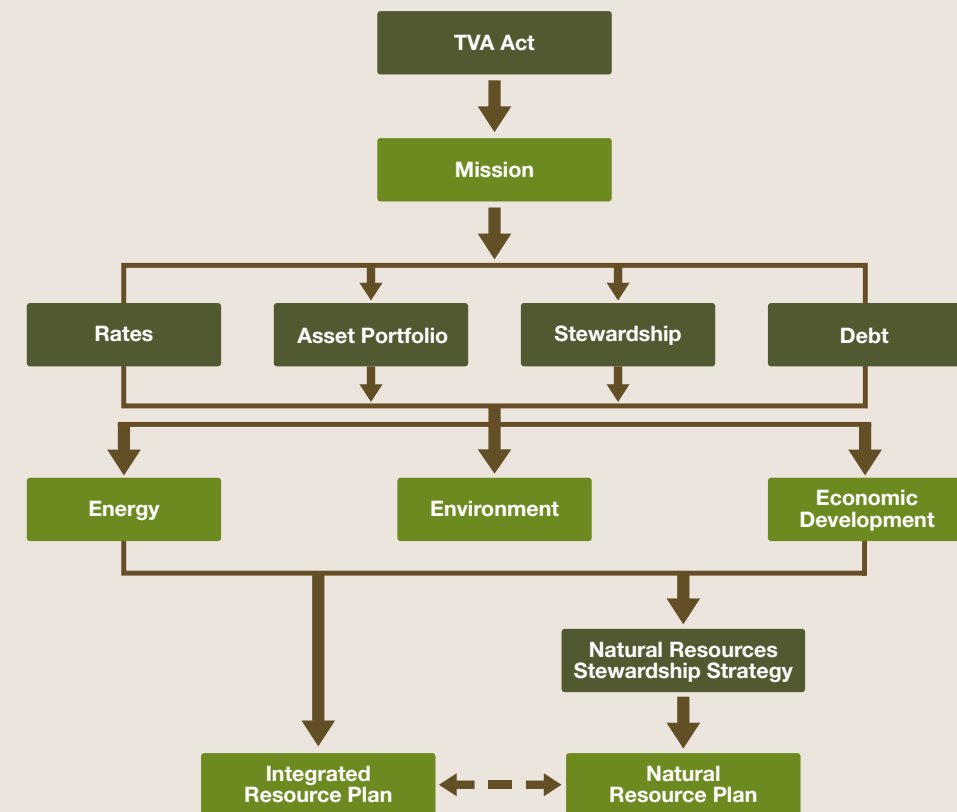 TVA Act
Mission
Rates
Asset Portfolio
Stewardship
Debt
Energy
Environment
Economic
Development
Natural Resources
Stewardship Strategy
Integrated
Resource Plan
Natural
Resource Plan